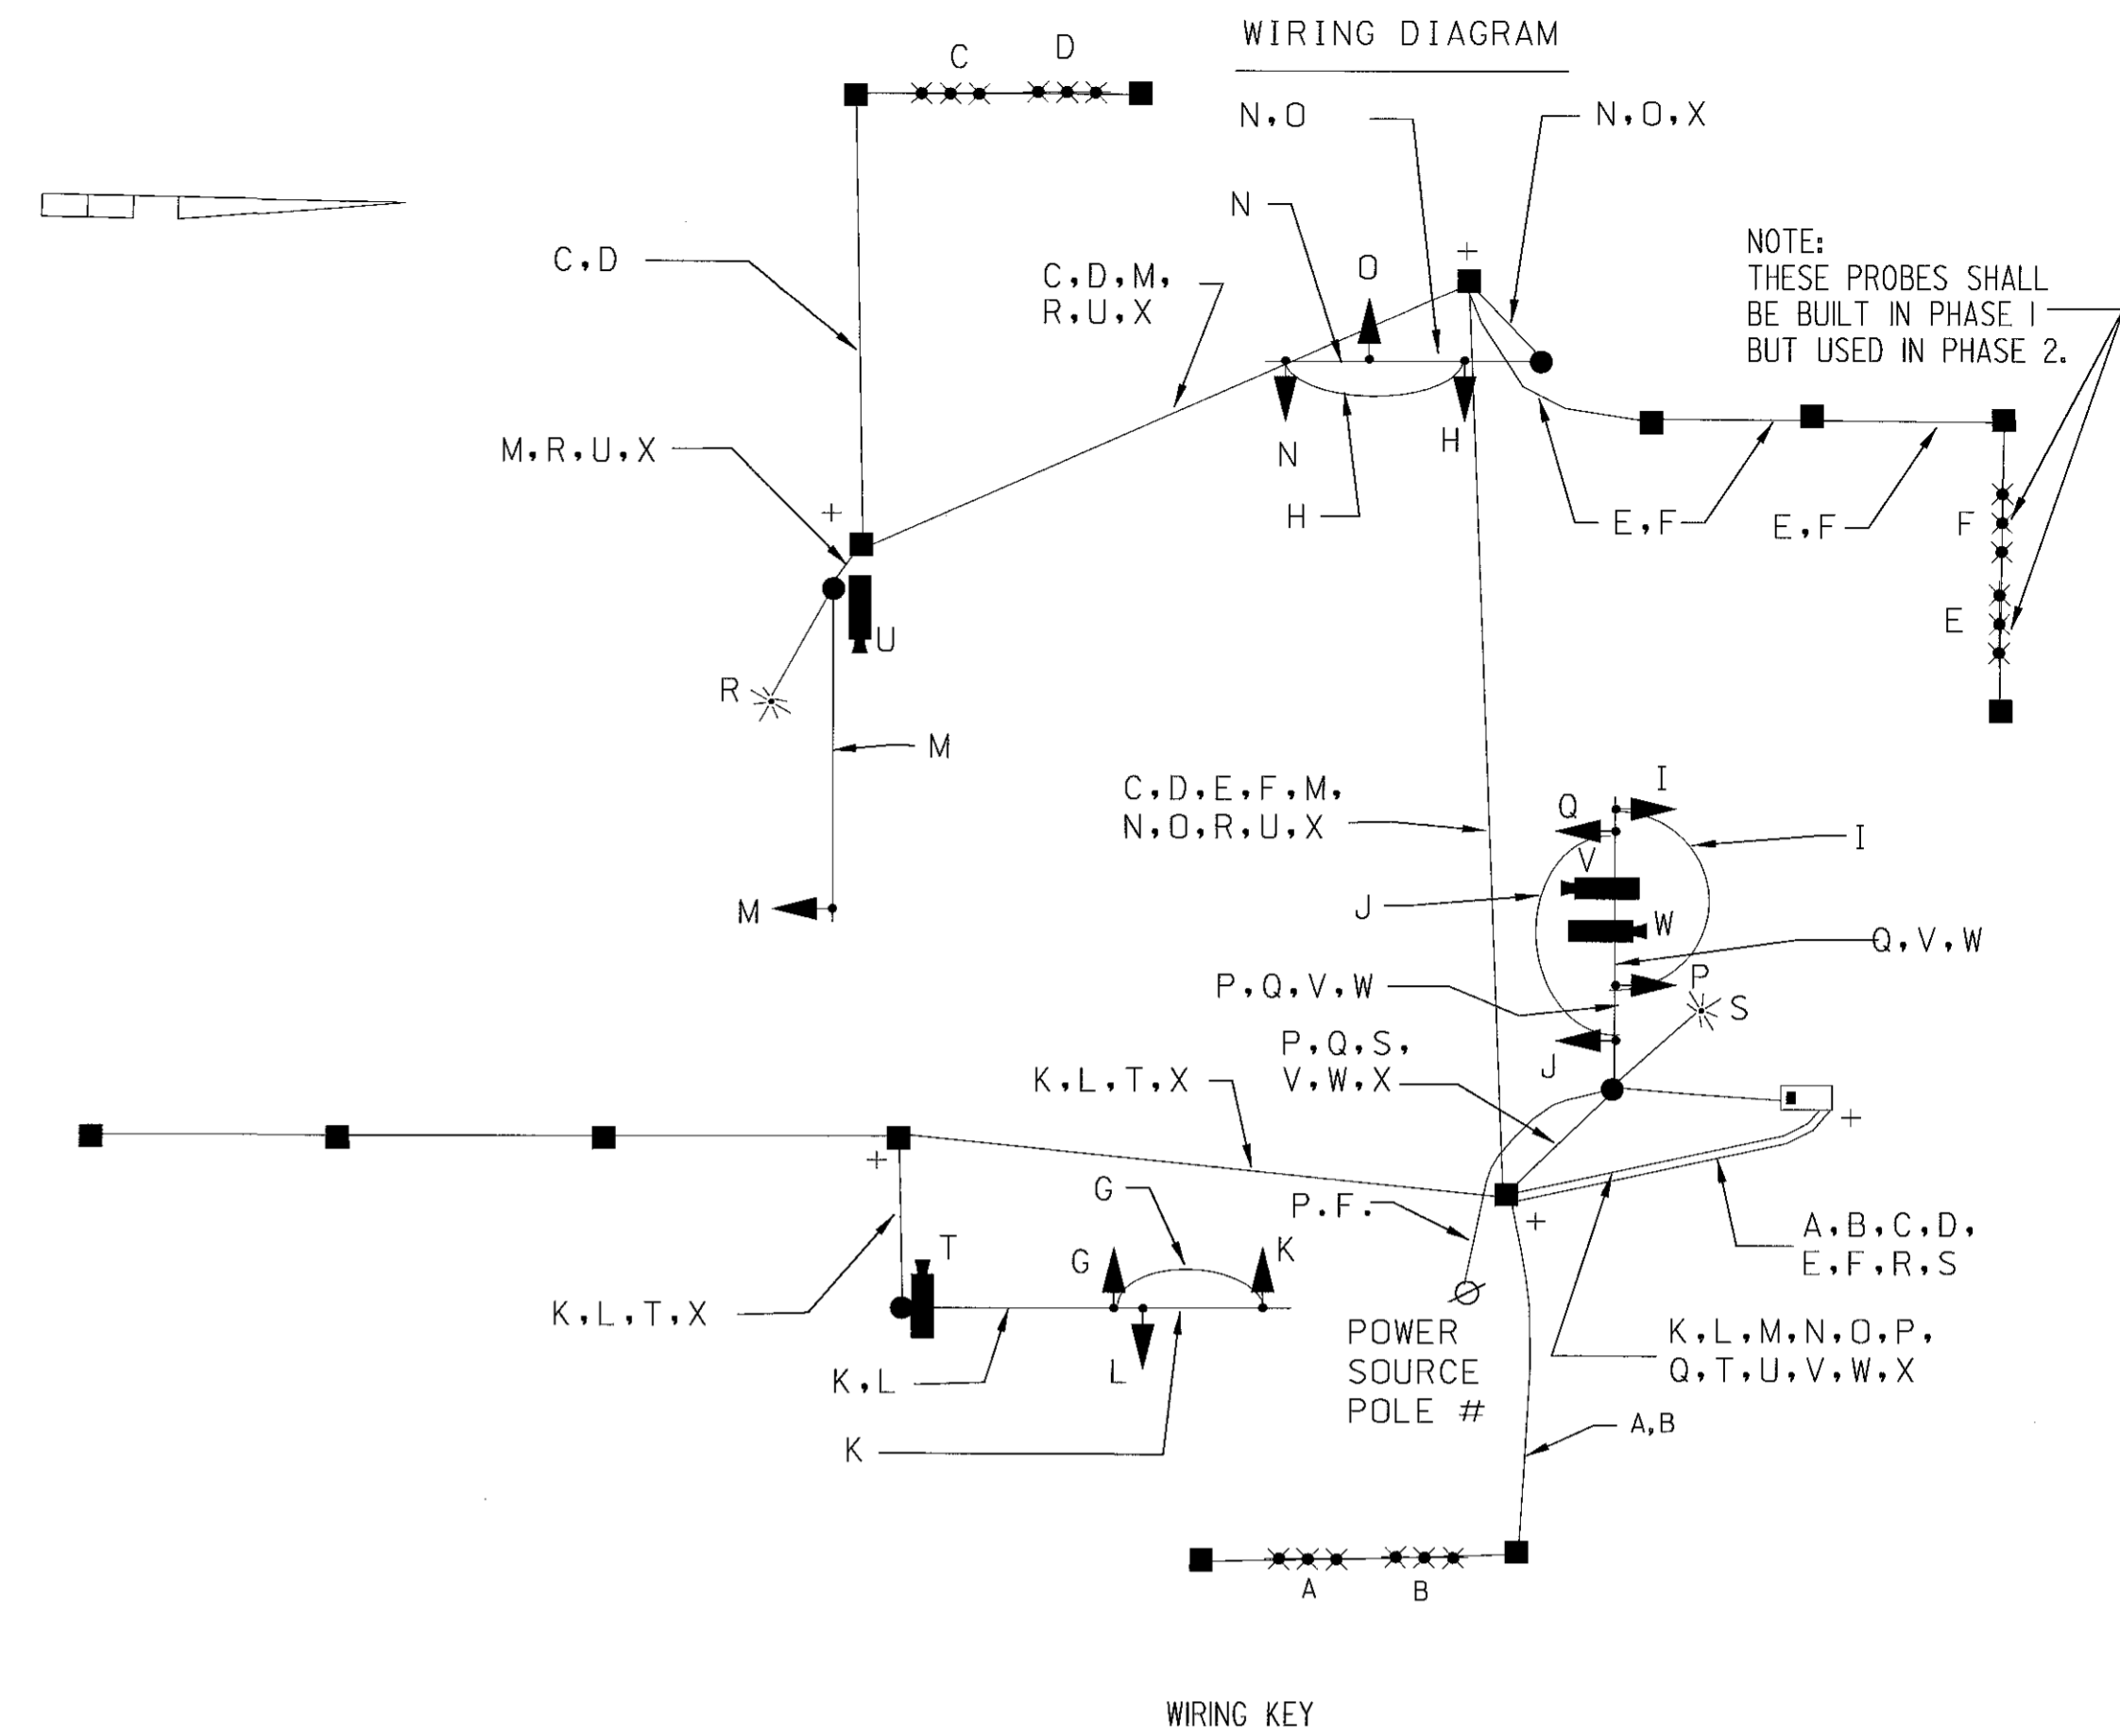 WIRING DIAGRAM
C
D
N,O
N,O,X
N
O
+
C,D
C,D,M,
R,U,X
NOTE:
THESE PROBES SHALL
BE BUILT IN PHASE 1
BUT USED IN PHASE 2.
M,R,U,X
+
N
H
H
E,F
E,F
F
E
U
R
M
M
C,D,E,F,M,
N,O,R,U,X
Q
I
V
I
J
W
Q,V,W
P,Q,V,W
P
S
P,Q,S,
V,W,X
J
K,L,T,X
+
+
G
P.F.
+
A,B,C,D,
E,F,R,S
T
G
K
K,L,T,X
L
K,L
K
POWER
SOURCE
POLE #
K,L,M,N,O,P,
Q,T,U,V,W,X
A,B
A
B
WIRING KEY